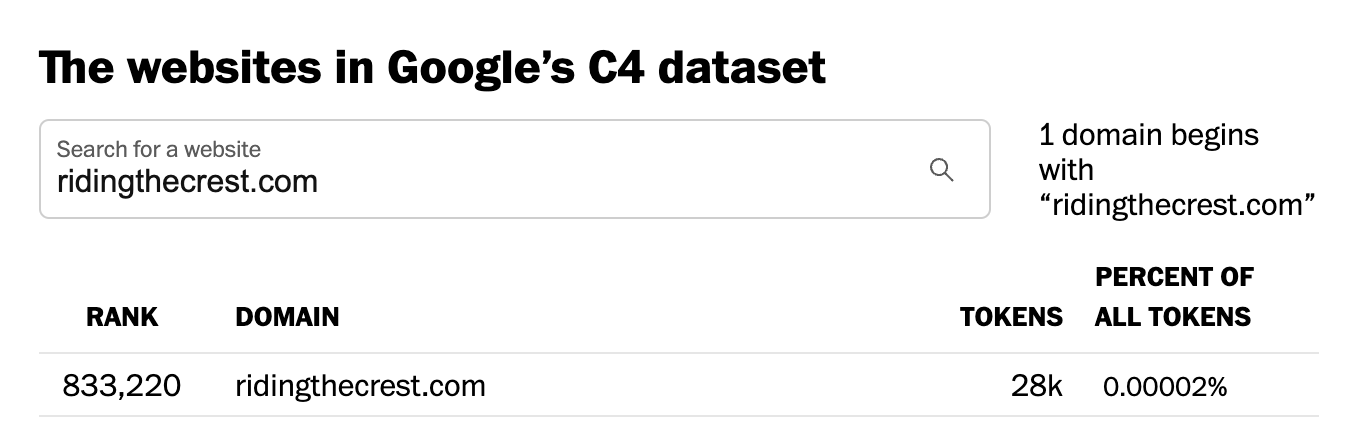 The websites in Google’s C4 dataset
Search for a website
ridingthecrest.com
1 domain begins
with
“ridingthecrest.com”
RANK DOMAIN TOKENS PERCENT OF ALL TOKENS
833,220 ridingthecrest.com 28k 0.00002%